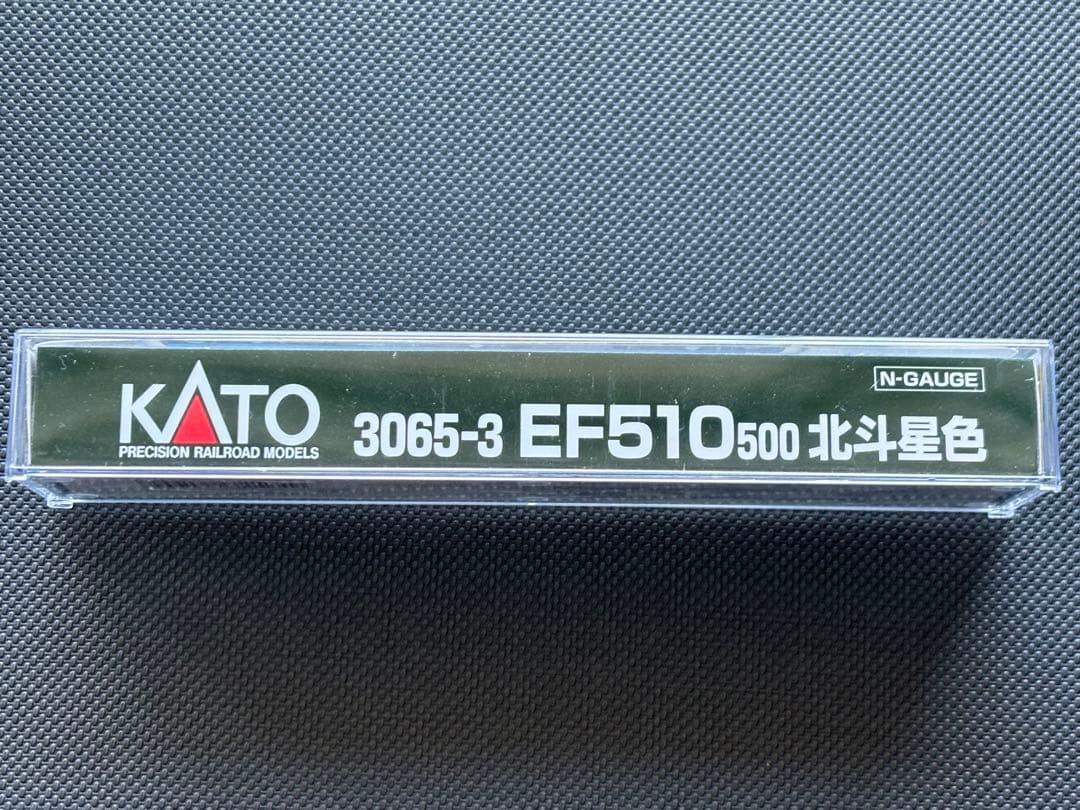 N-GAUGE
KATO 3065-3 EF510 500 北斗星色
PRECISION RAILROAD MODELS